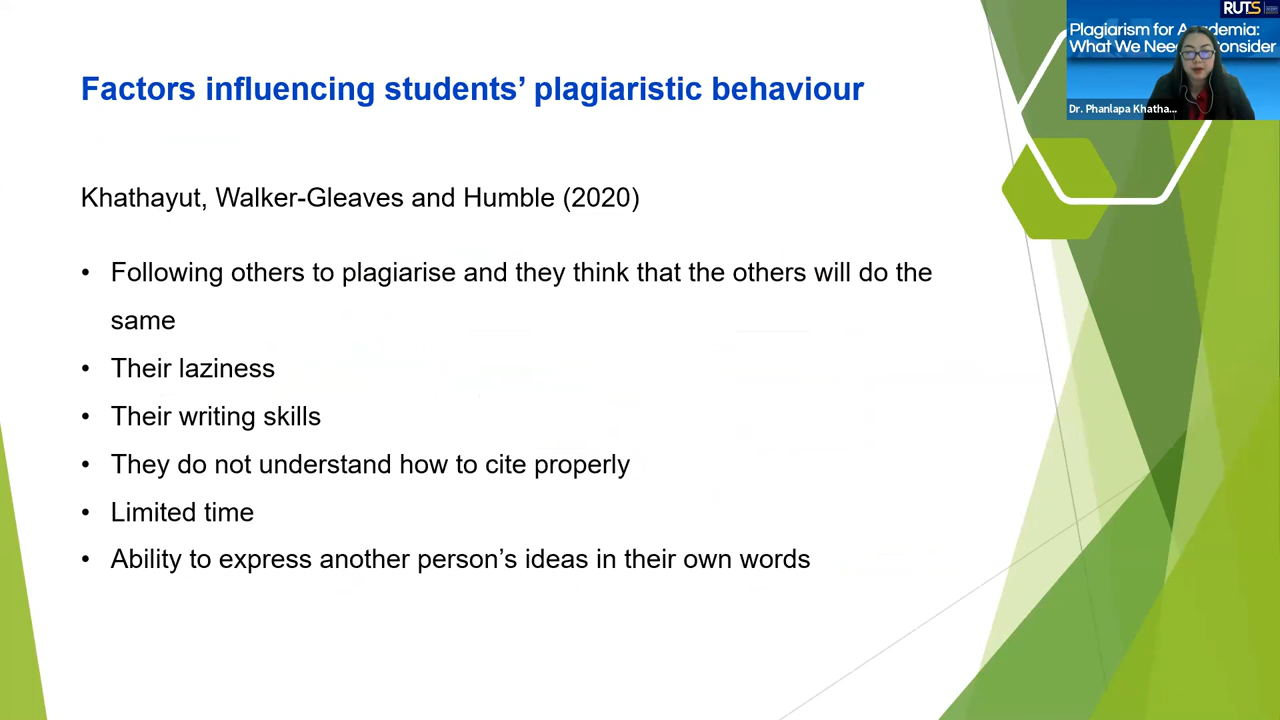 Factors influencing students’ plagiaristic behaviour
Khathayut, Walker-Gleaves and Humble (2020)
• Following others to plagiarise and they think that the others will do the
same
• Their laziness
• Their writing skills
• They do not understand how to cite properly
• Limited time
• Ability to express another person’s ideas in their own words
RUTS
Plagiarism for
What We Nee
Dr. Phanlapa Khatha...